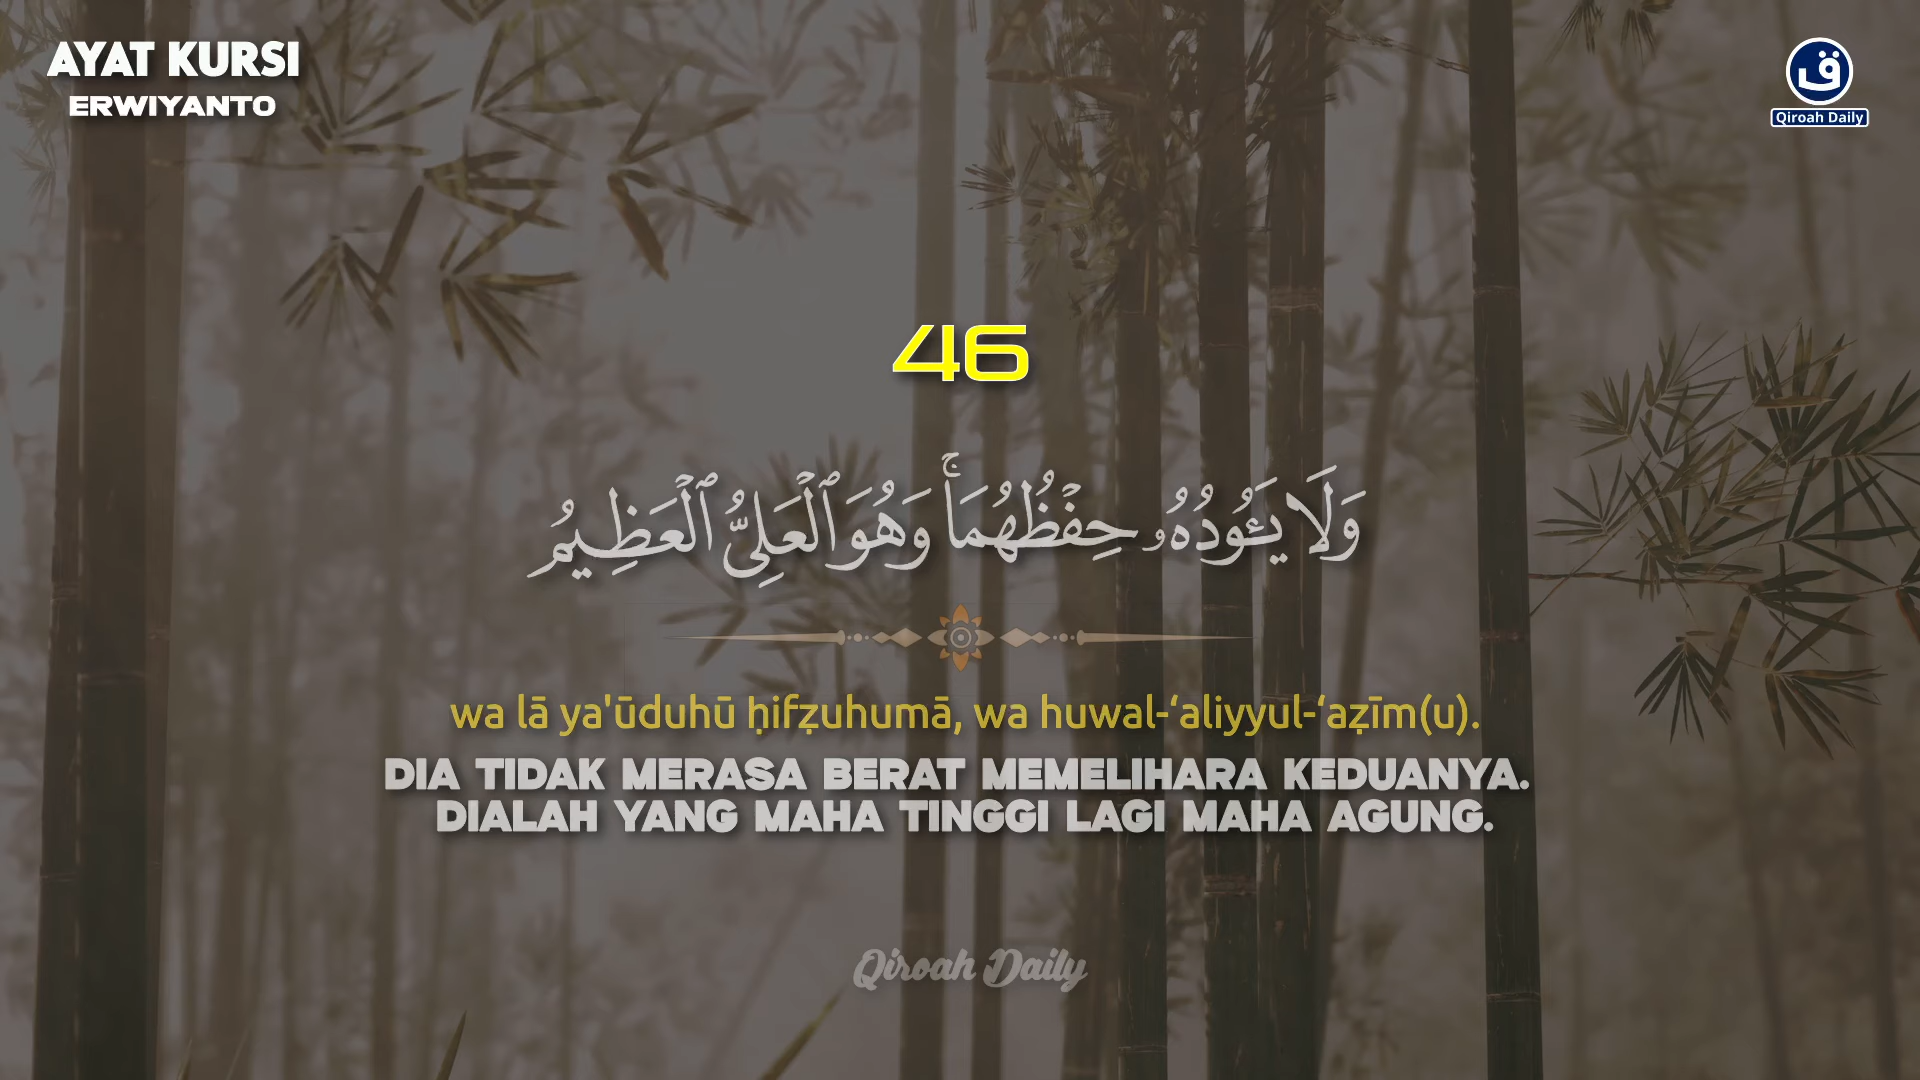 AYAT KURSI
ERWIYANTO
ق
Qiroah Daily
46
وَلَا يَـُٔودُهُۥ حِفْظُهُمَا ۚ وَهُوَ ٱلْعَلِىُّ ٱلْعَظِيمُ
wa lā ya'ūduhū ḥifẓuhumā, wa huwal-‘aliyyul-‘aẓīm(u).
DIA TIDAK MERASA BERAT MEMELIHARA KEDUANYA.
DIALAH YANG MAHA TINGGI LAGI MAHA AGUNG.
Qiroah Daily